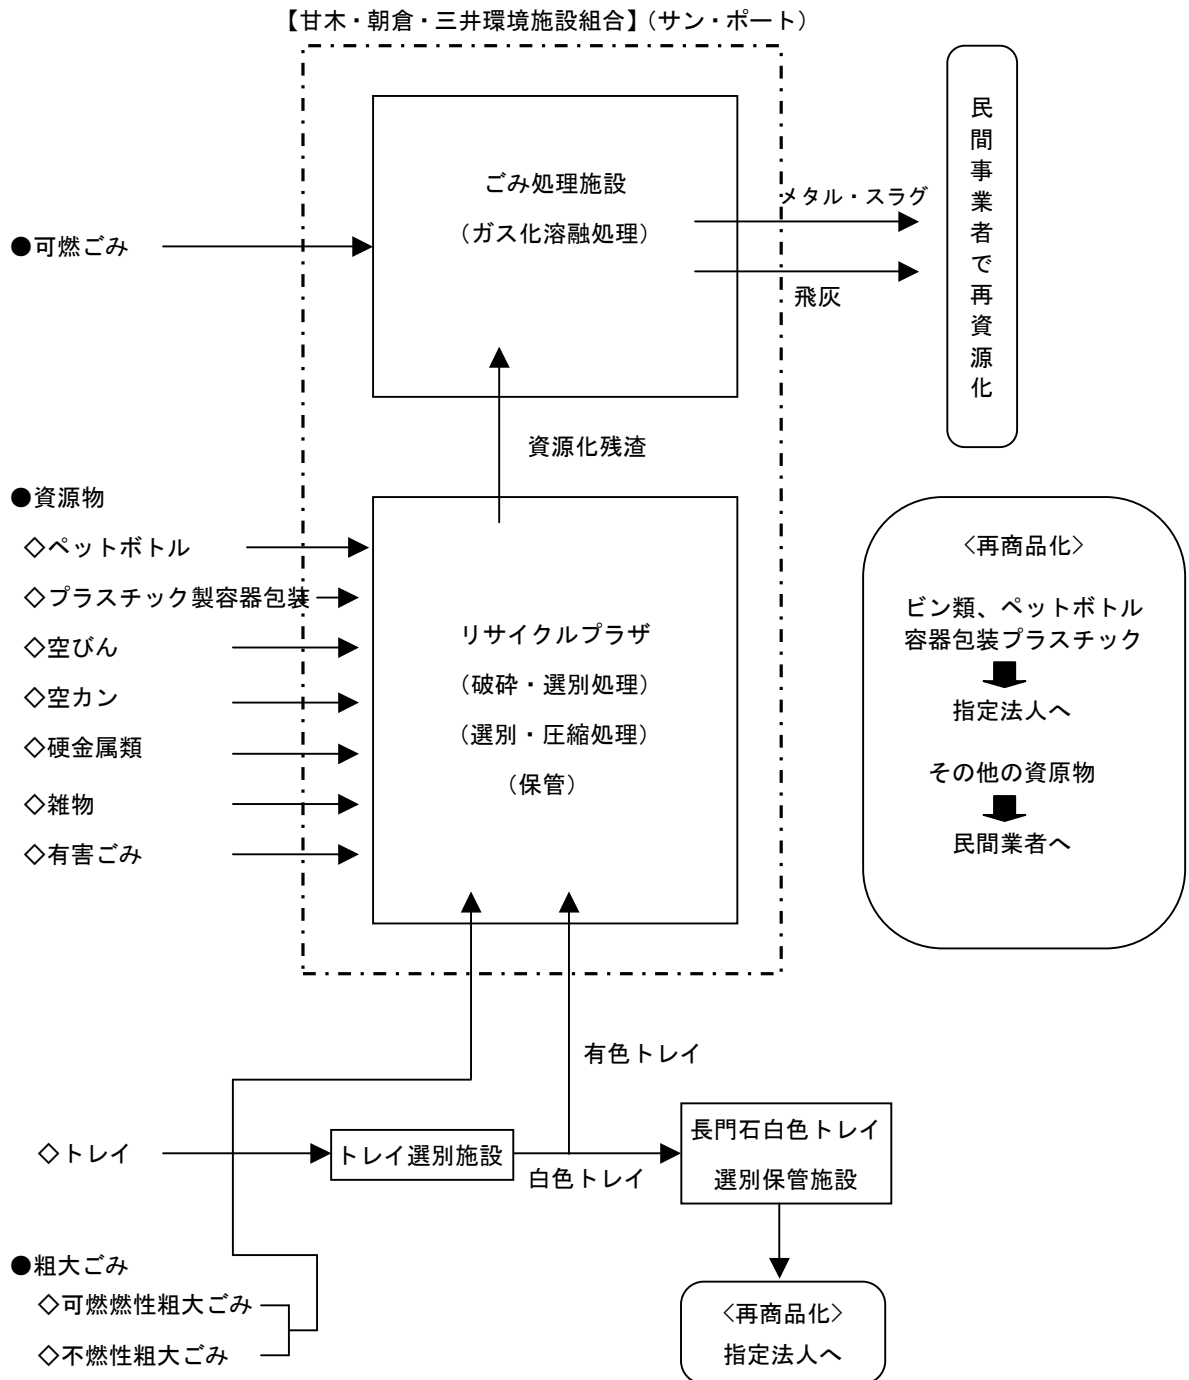 【甘木・朝倉・三井環境施設組合】(サン・ポート)
ごみ処理施設
(ガス化溶融処理)
●可燃ごみ
メタル・スラグ
飛灰
民間事業者で再資源化
資源化残渣
●資源物
◇ペットボトル
◇プラスチック製容器包装
◇空びん
◇空カン
◇硬金属類
◇雑物
◇有害ごみ
リサイクルプラザ
(破砕・選別処理)
(選別・圧縮処理)
(保管)
〈再商品化〉
ビン類、ペットボトル
容器包装プラスチック
指定法人へ
その他の資原物
民間業者へ
有色トレイ
◇トレイ
トレイ選別施設
白色トレイ
長門石白色トレイ
選別保管施設
●粗大ごみ
◇可燃燃性粗大ごみ
◇不燃性粗大ごみ
〈再商品化〉
指定法人へ